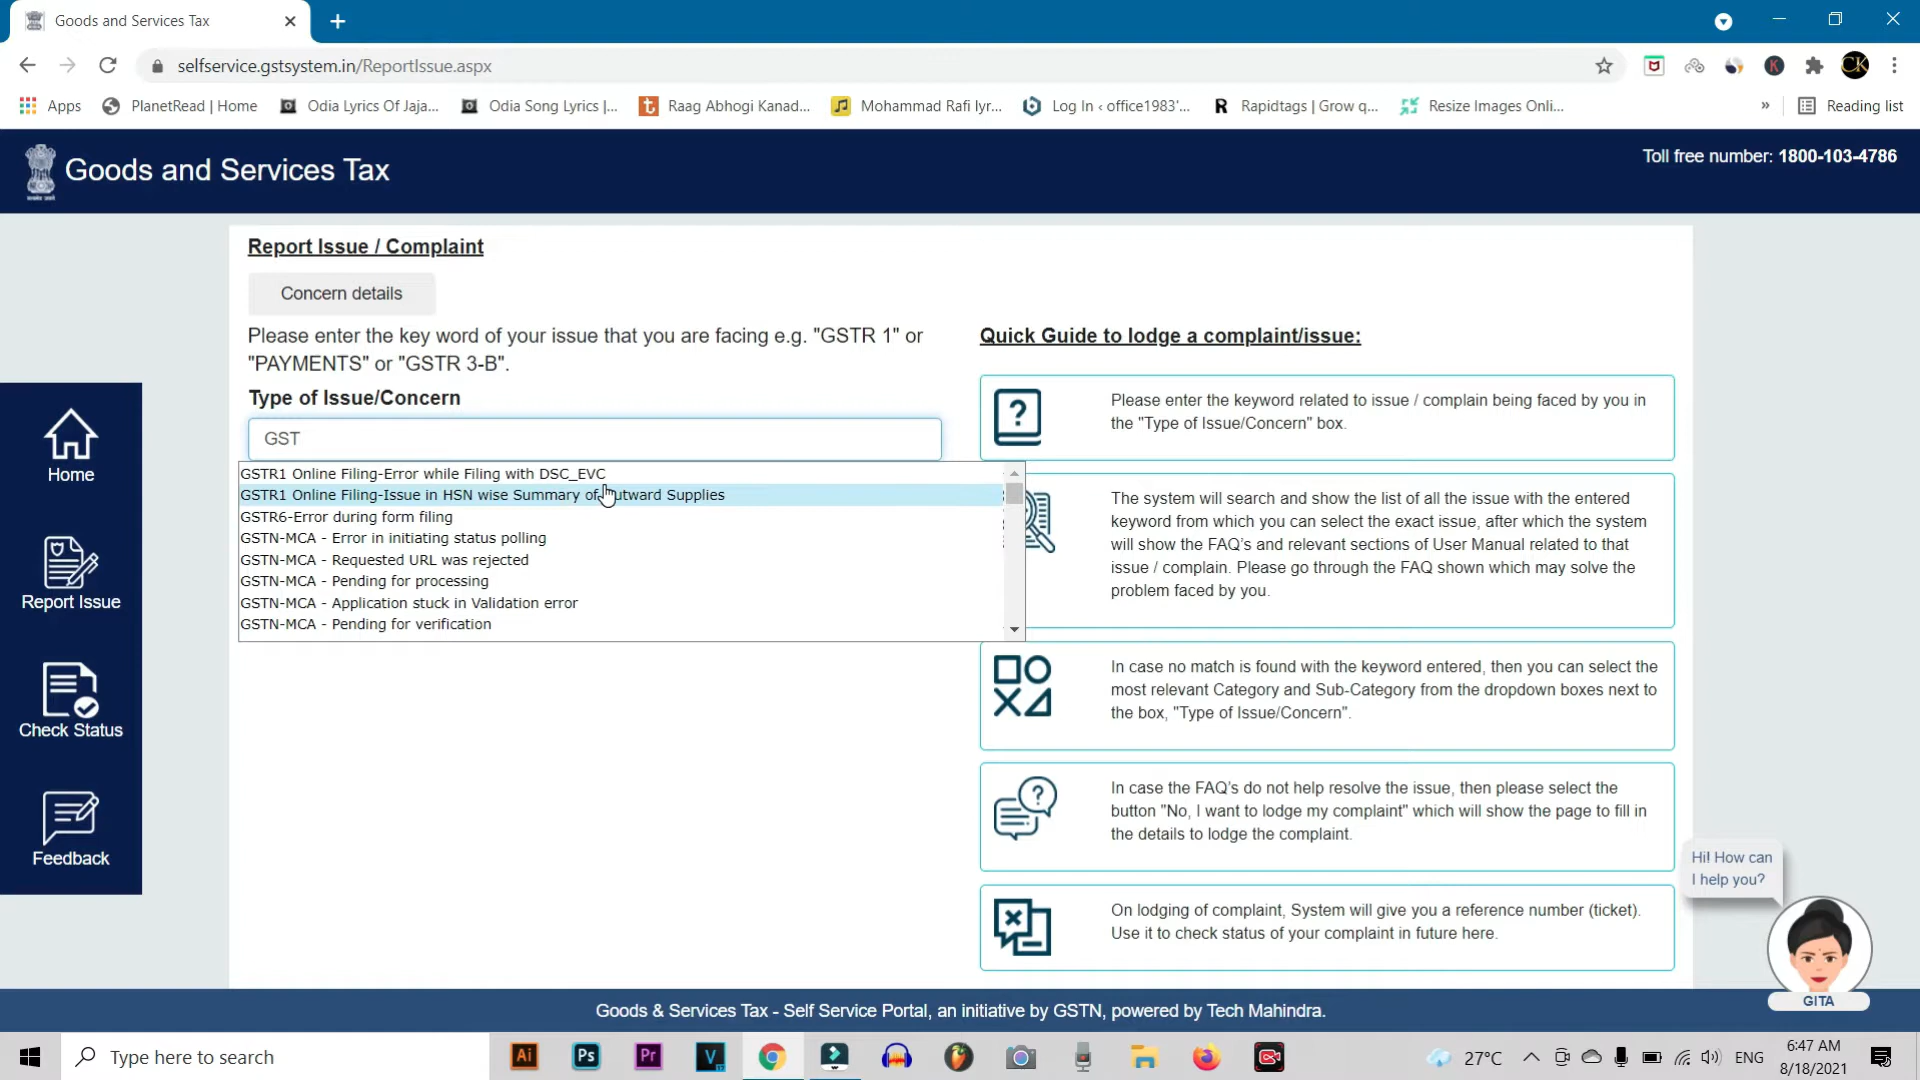 Goods and Services Tax
selfservice.gstsystem.in/ReportIssue.aspx
Apps
PlanetRead | Home
Odia Lyrics Of Jaja...
Odia Song Lyrics |...
Raag Abhogi Kanad...
Mohammad Rafi lyr...
Log In ‹ office1983'...
Rapidtags | Grow q...
Resize Images Onli...
»
Reading list
Goods and Services Tax
Toll free number: 1800-103-4786
Report Issue / Complaint
Concern details
Please enter the key word of your issue that you are facing e.g. "GSTR 1" or
"PAYMENTS" or "GSTR 3-B".
Type of Issue/Concern
GST
GSTR1 Online Filing-Error while Filing with DSC_EVC
GSTR1 Online Filing-Issue in HSN wise Summary of Outward Supplies
GSTR6-Error during form filing
GSTN-MCA - Error in initiating status polling
GSTN-MCA - Requested URL was rejected
GSTN-MCA - Pending for processing
GSTN-MCA - Application stuck in Validation error
GSTN-MCA - Pending for verification
Quick Guide to lodge a complaint/issue:
Please enter the keyword related to issue / complain being faced by you in
the "Type of Issue/Concern" box.
The system will search and show the list of all the issue with the entered
keyword from which you can select the exact issue, after which the system
will show the FAQ's and relevant sections of User Manual related to that
issue / complain. Please go through the FAQ shown which may solve the
problem faced by you.
In case no match is found with the keyword entered, then you can select the
most relevant Category and Sub-Category from the dropdown boxes next to
the box, "Type of Issue/Concern".
In case the FAQ's do not help resolve the issue, then please select the
button "No, I want to lodge my complaint" which will show the page to fill in
the details to lodge the complaint.
On lodging of complaint, System will give you a reference number (ticket).
Use it to check status of your complaint in future here.
Home
Report Issue
Check Status
Feedback
Hi! How can
I help you?
GITA
Goods & Services Tax - Self Service Portal, an initiative by GSTN, powered by Tech Mahindra.
Type here to search
Ai
Ps
Pr
V
27°C
ENG
6:47 AM
8/18/2021